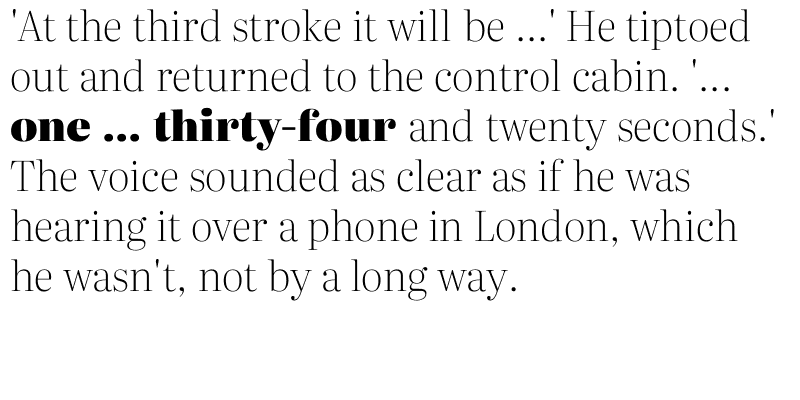 'At the third stroke it will be ...' He tiptoed
out and returned to the control cabin. '...
one ... thirty-four and twenty seconds.'
The voice sounded as clear as if he was
hearing it over a phone in London, which
he wasn't, not by a long way.